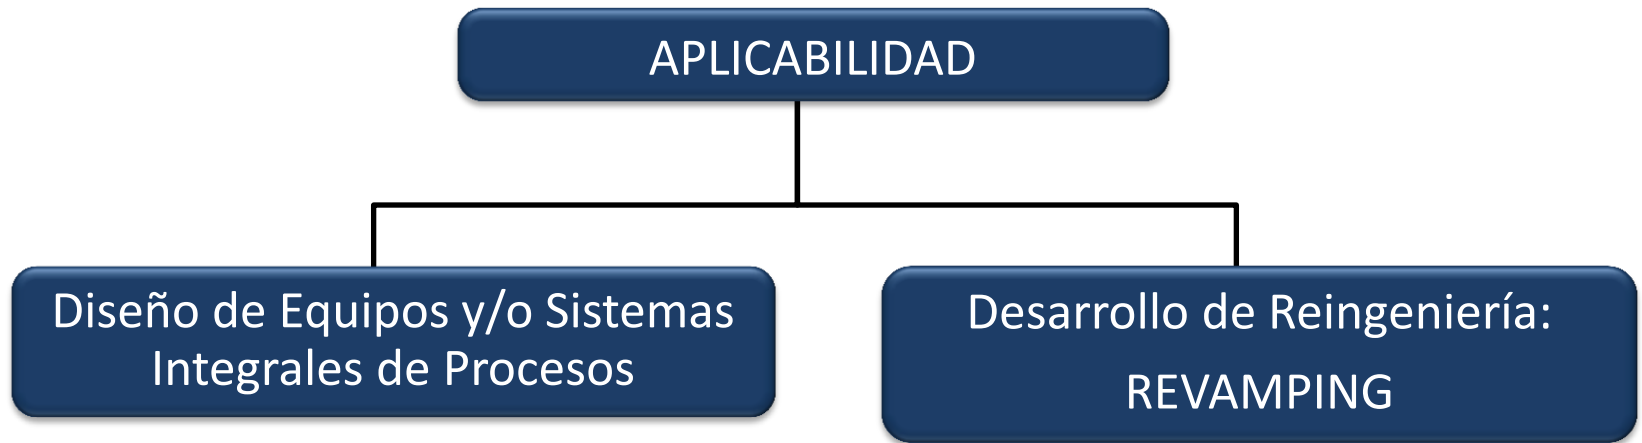 APLICABILIDAD
Diseño de Equipos y/o Sistemas
Integrales de Procesos
Desarrollo de Reingeniería:
REVAMPING